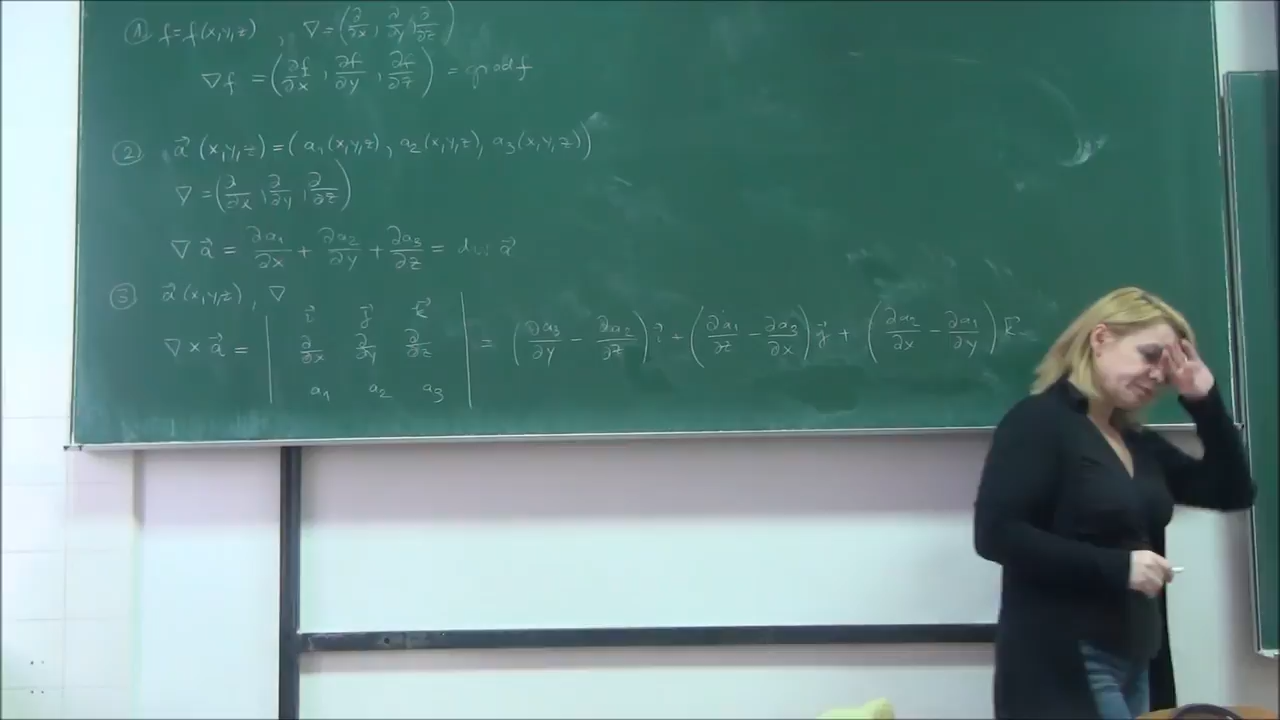 ① f=f(x,y,z) , ∇=(∂/∂x, ∂/∂y, ∂/∂z)
∇f = (∂f/∂x, ∂f/∂y, ∂f/∂z) = grad f
② a⃗ (x,y,z) = (a₁(x,y,z), a₂(x,y,z), a₃(x,y,z))
∇ = (∂/∂x, ∂/∂y, ∂/∂z)
∇ a⃗ = ∂a₁/∂x + ∂a₂/∂y + ∂a₃/∂z = div a⃗
③ a⃗ (x,y,z), ∇
∇ × a⃗ = | i⃗ j⃗ k⃗ ; ∂/∂x ∂/∂y ∂/∂z ; a₁ a₂ a₃ | = (∂a₃/∂y − ∂a₂/∂z) i⃗ + (∂a₁/∂z − ∂a₃/∂x) j⃗ + (∂a₂/∂x − ∂a₁/∂y) k⃗